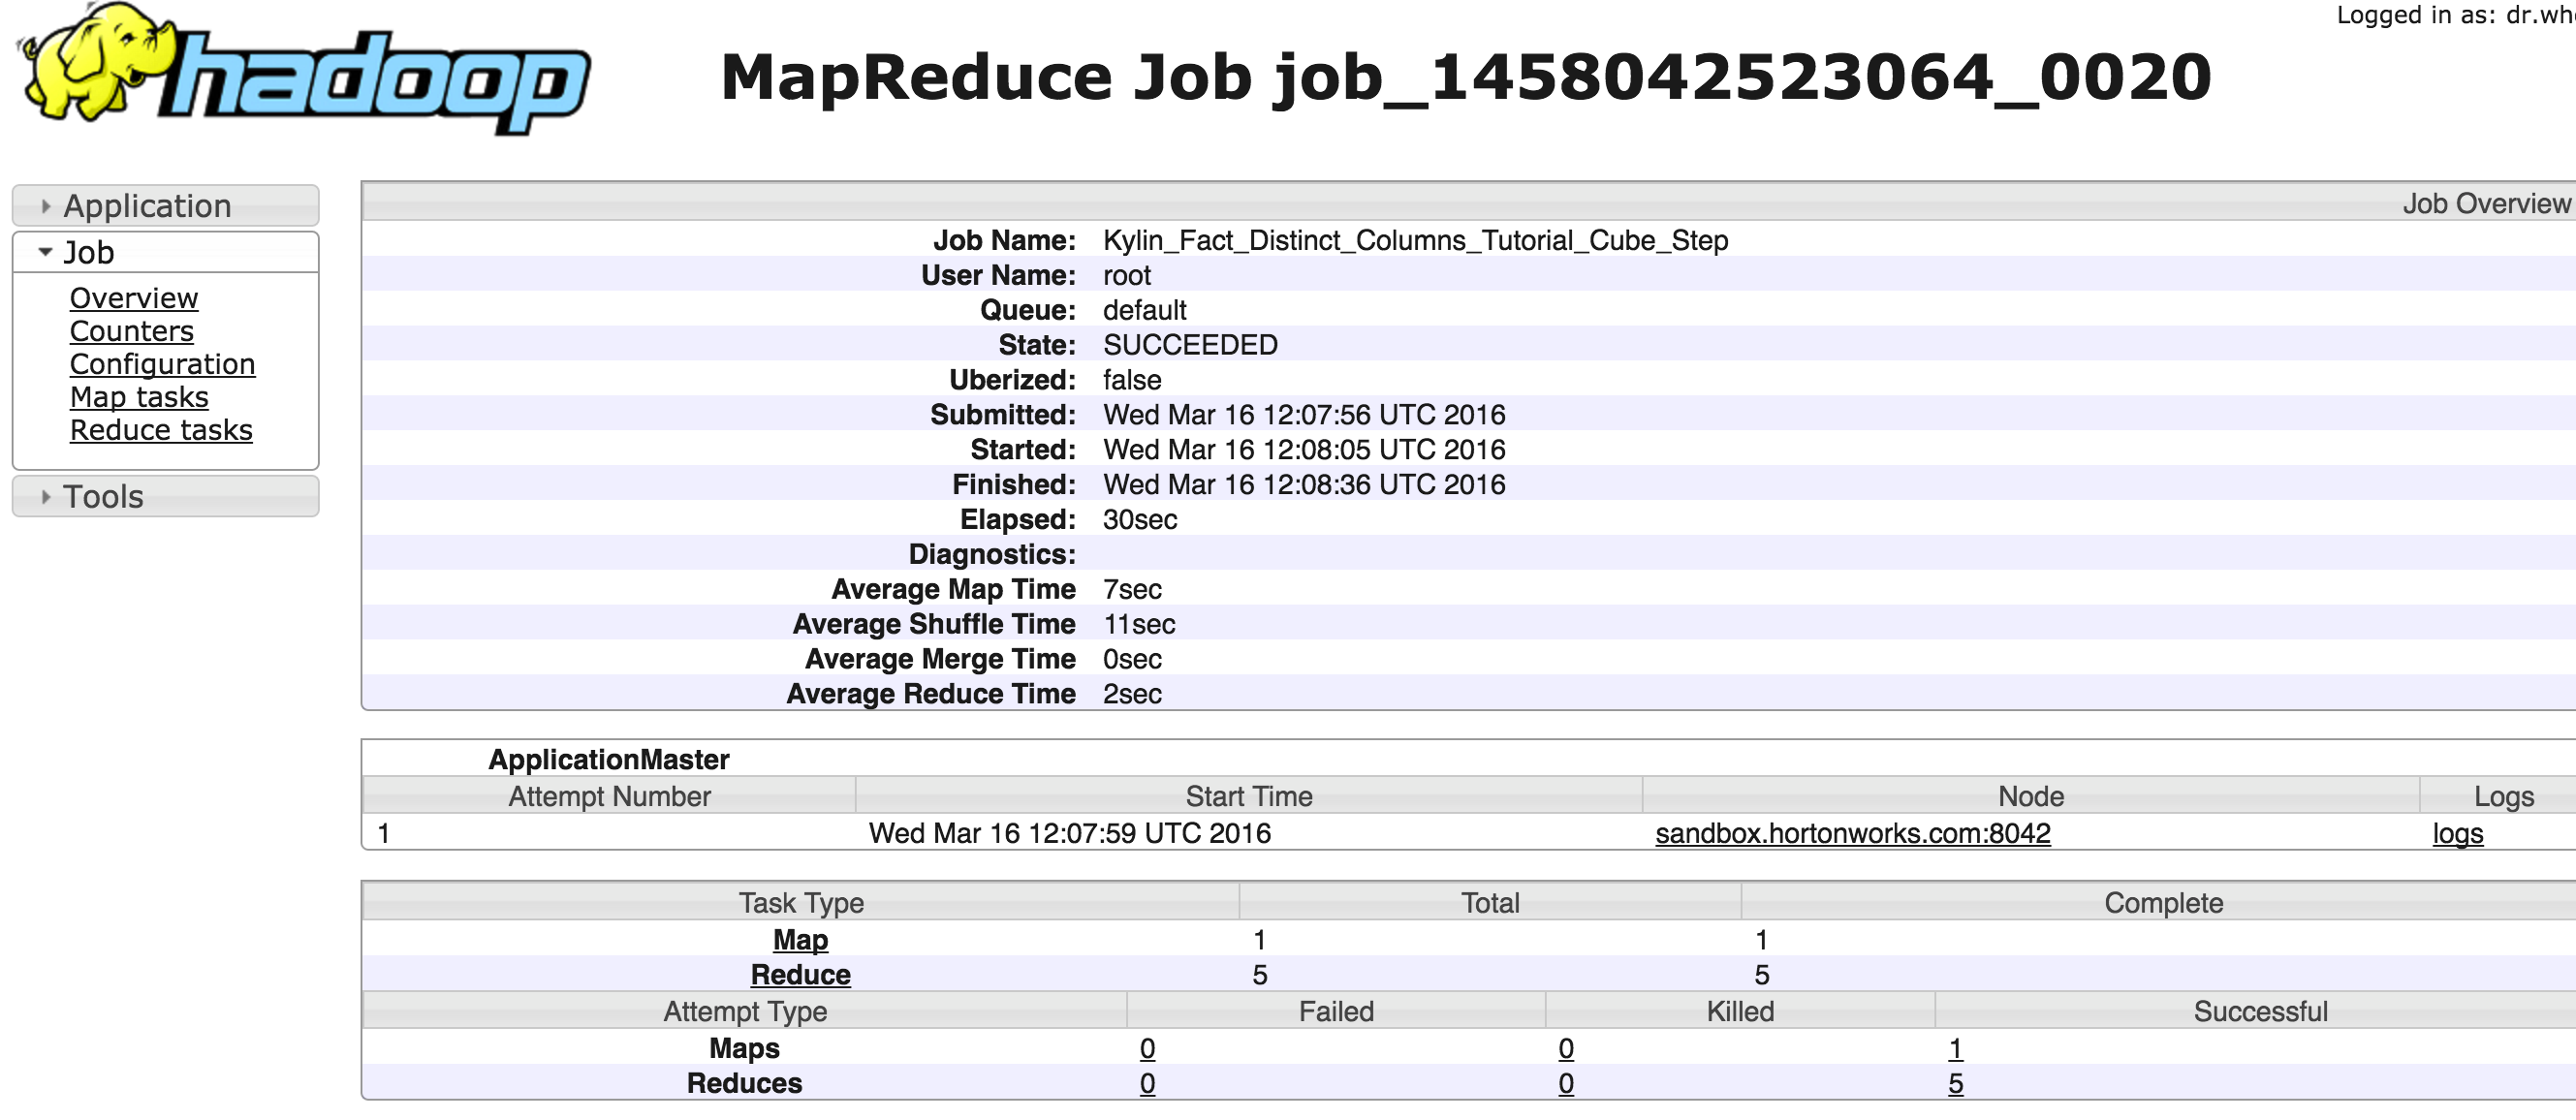 Logged in as: dr.wh
hadoop
MapReduce Job job_1458042523064_0020
Application
Job
Overview
Counters
Configuration
Map tasks
Reduce tasks
Tools
Job Overview
Job Name: Kylin_Fact_Distinct_Columns_Tutorial_Cube_Step
User Name: root
Queue: default
State: SUCCEEDED
Uberized: false
Submitted: Wed Mar 16 12:07:56 UTC 2016
Started: Wed Mar 16 12:08:05 UTC 2016
Finished: Wed Mar 16 12:08:36 UTC 2016
Elapsed: 30sec
Diagnostics:
Average Map Time 7sec
Average Shuffle Time 11sec
Average Merge Time 0sec
Average Reduce Time 2sec
ApplicationMaster
Attempt Number Start Time Node Logs
1 Wed Mar 16 12:07:59 UTC 2016 sandbox.hortonworks.com:8042 logs
Task Type Total Complete
Map 1 1
Reduce 5 5
Attempt Type Failed Killed Successful
Maps 0 0 1
Reduces 0 0 5